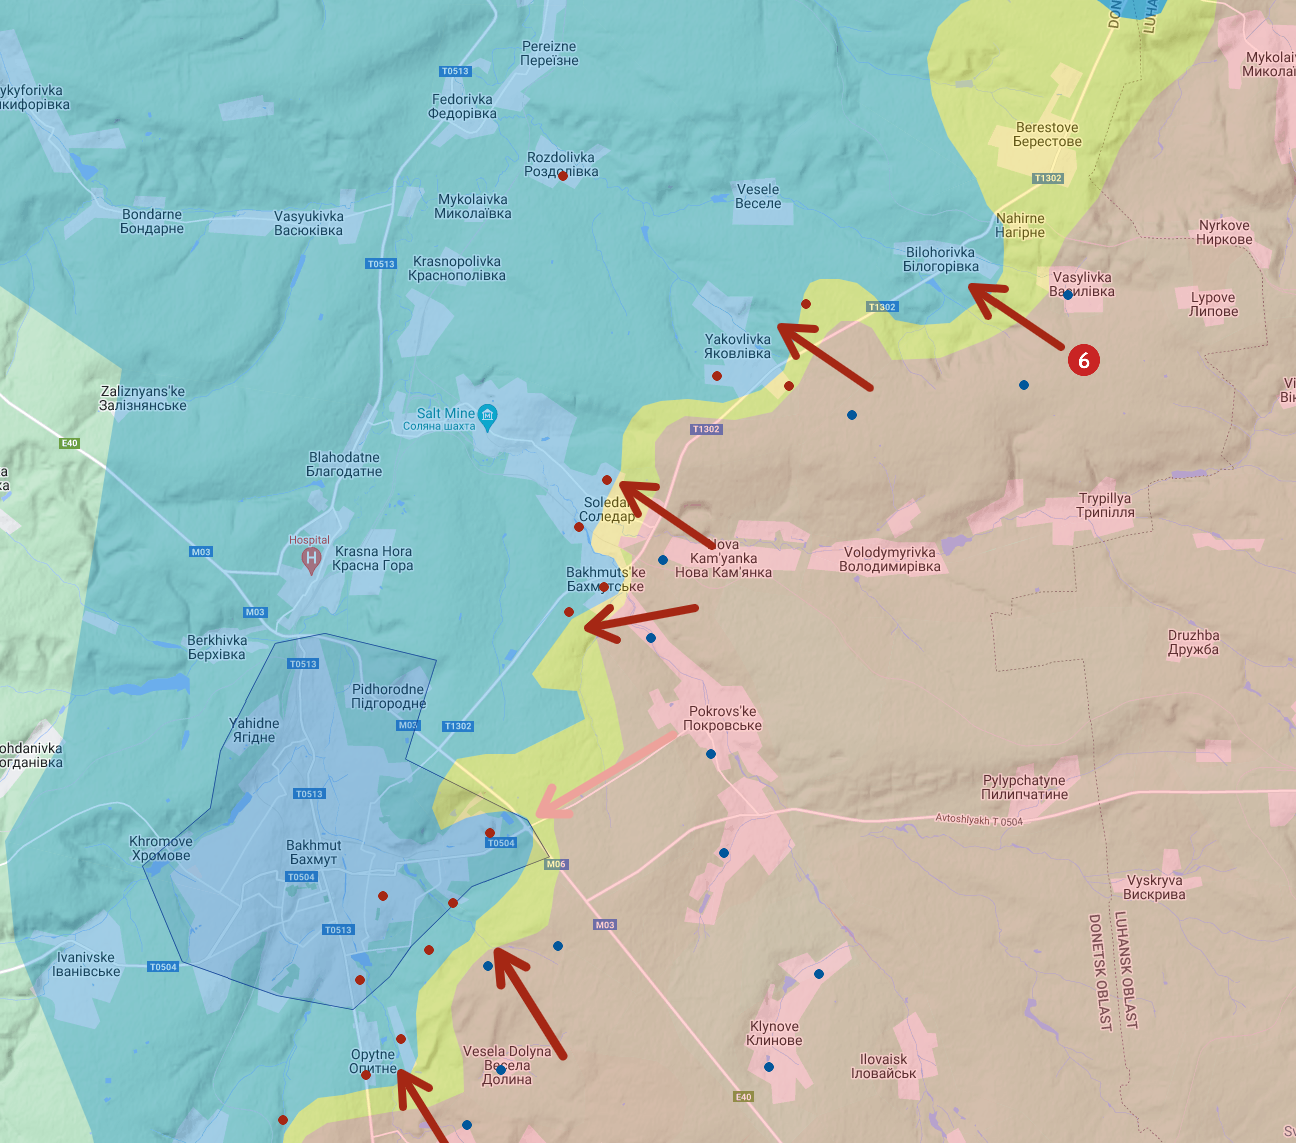 DON
LUHA
Pereizne
Переїзне
T0513
Mykolai
Миколаї
ykyforivka
икифорівка
Fedorivka
Федорівка
Berestove
Берестове
Rozdolivka
Роздолівка
T1302
Vesele
Веселе
Mykolaivka
Миколаївка
Bondarne
Бондарне
Vasyukivka
Васюківка
Nahirne
Нагірне
Nyrkove
Ниркове
T0513
Krasnopolivka
Краснополівка
Bilohorivka
Білогорівка
Vasylivka
Василівка
Lypove
Липове
T1302
Yakovlivka
Яковлівка
6
Zaliznyans'ke
Залізнянське
Salt Mine
Соляна шахта
T1302
E40
Blahodatne
Благодатне
Soledar
Соледар
Trypillya
Трипілля
Hospital
H
M03
Krasna Hora
Красна Гора
Nova
Kam'yanka
Нова Кам'янка
Volodymyrivka
Володимирівка
Bakhmuts'ke
Бахмутське
M03
Berkhivka
Берхівка
Druzhba
Дружба
T0513
Pidhorodne
Підгородне
Yahidne
Ягідне
M03
T1302
Pokrovs'ke
Покровське
ohdanivka
огданівка
T0513
Pylypchatyne
Пилипчатине
Avtoshlyakh T 0504
Khromove
Хромове
Bakhmut
Бахмут
T0504
M06
T0504
Vyskryva
Вискрива
T0513
M03
DONETSK OBLAST
LUHANSK OBLAST
Ivanivske
Іванівське
T0504
Klynove
Клинове
Opytne
Опитне
Vesela Dolyna
Весела
Долина
Ilovaisk
Іловайськ
E40